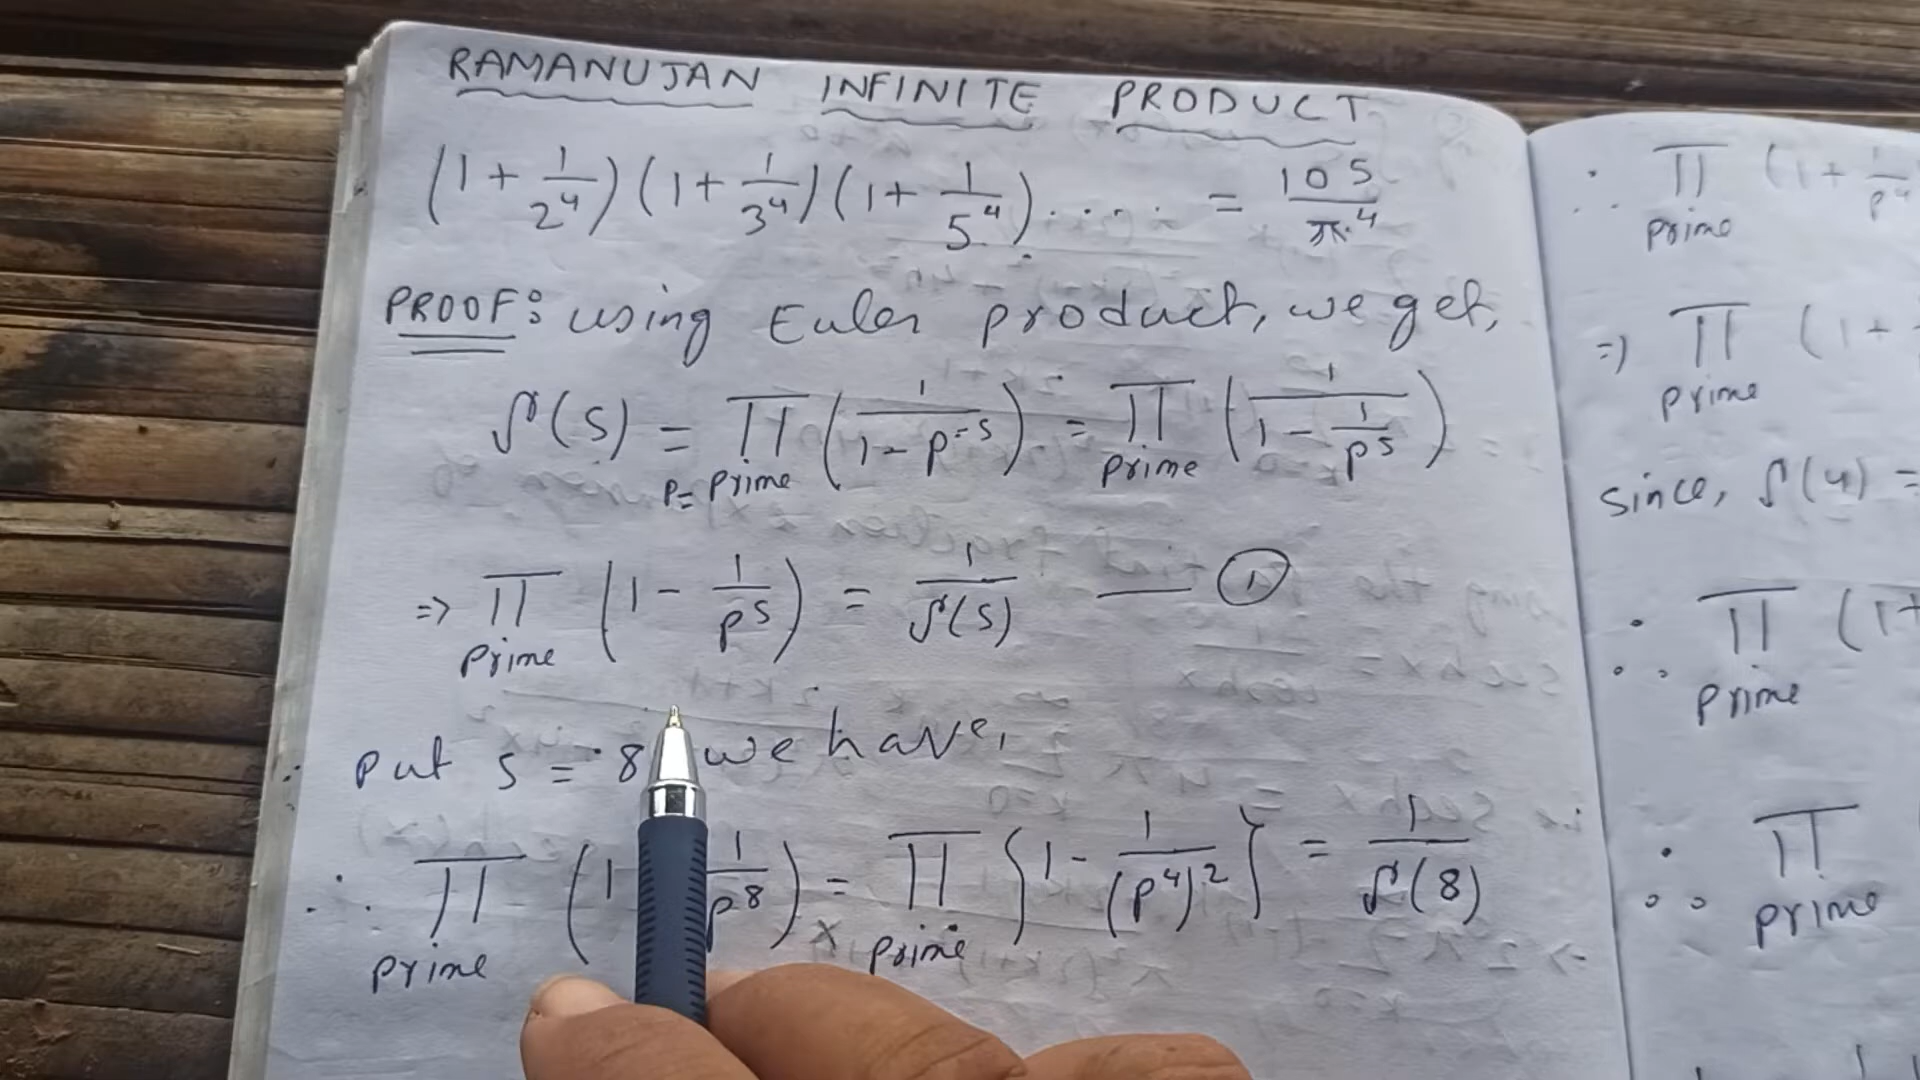 RAMANUJAN INFINITE PRODUCT
(1 + 1/2⁴)(1 + 1/3⁴)(1 + 1/5⁴)..... = 105/π⁴
PROOF: using Euler product, we get,
ζ(s) = ∏ (1/(1 - p⁻ˢ)) = ∏ (1/(1 - 1/pˢ))
P= prime prime
=> ∏ (1 - 1/pˢ) = 1/ζ(s) —— ①
prime
put s = 8 we have,
∴ ∏ (1 1/p⁸) = ∏ {1 - 1/(p⁴)²} = 1/ζ(8)
prime prime
∴ ∏ (1 + 1/p⁴
prime
=> ∏ (1 +
prime
since, ζ(4) =
∴ ∏ (1+
prime
∴ ∏
prime